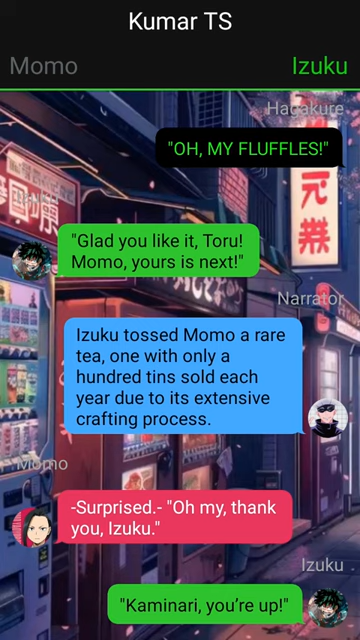 Kumar TS
Momo
Izuku
Hagakure
"OH, MY FLUFFLES!"
"Glad you like it, Toru!
Momo, yours is next!"
Narrator
Izuku tossed Momo a rare
tea, one with only a
hundred tins sold each
year due to its extensive
crafting process.
Momo
-Surprised.- "Oh my, thank
you, Izuku."
Izuku
"Kaminari, you're up!"